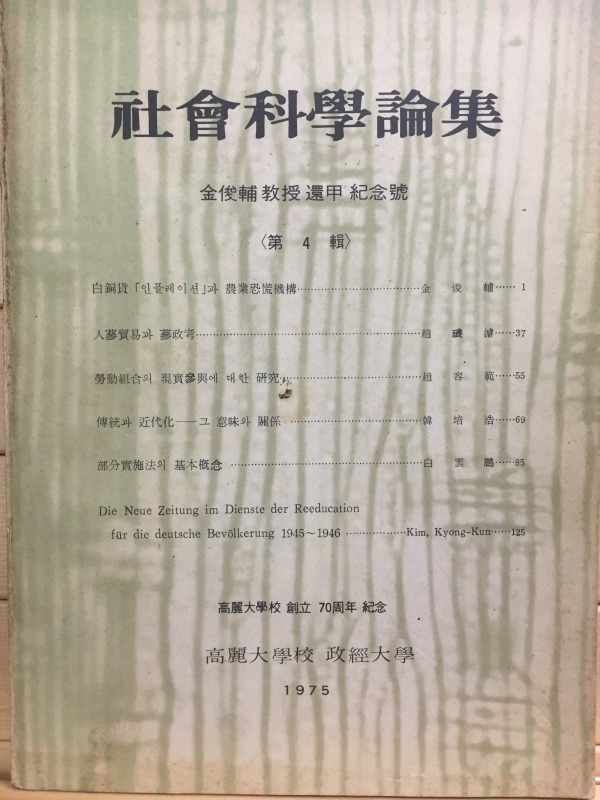 社會科學論集
金俊輔 教授 還甲 紀念號
〈第 4 輯〉
白銅貨「인플레이션」과 農業恐慌機構……………………………金 俊 輔……1
人蔘貿易과 蔘政考……………………………………………………趙 璣 濬……37
勞動組合의 現實參與에 대한 硏究……………………………………趙 容 範……55
傳統과 近代化——그 意味와 關係 ……………………………………韓 培 浩……69
部分實施法의 基本槪念 …………………………………………………白 雲 鵬……85
Die Neue Zeitung im Dienste der Reeducation
für die deutsche Bevölkerung 1945~1946 ………………Kim, Kyong-Kun……125
高麗大學校 創立 70周年 紀念
高麗大學校 政經大學
1975